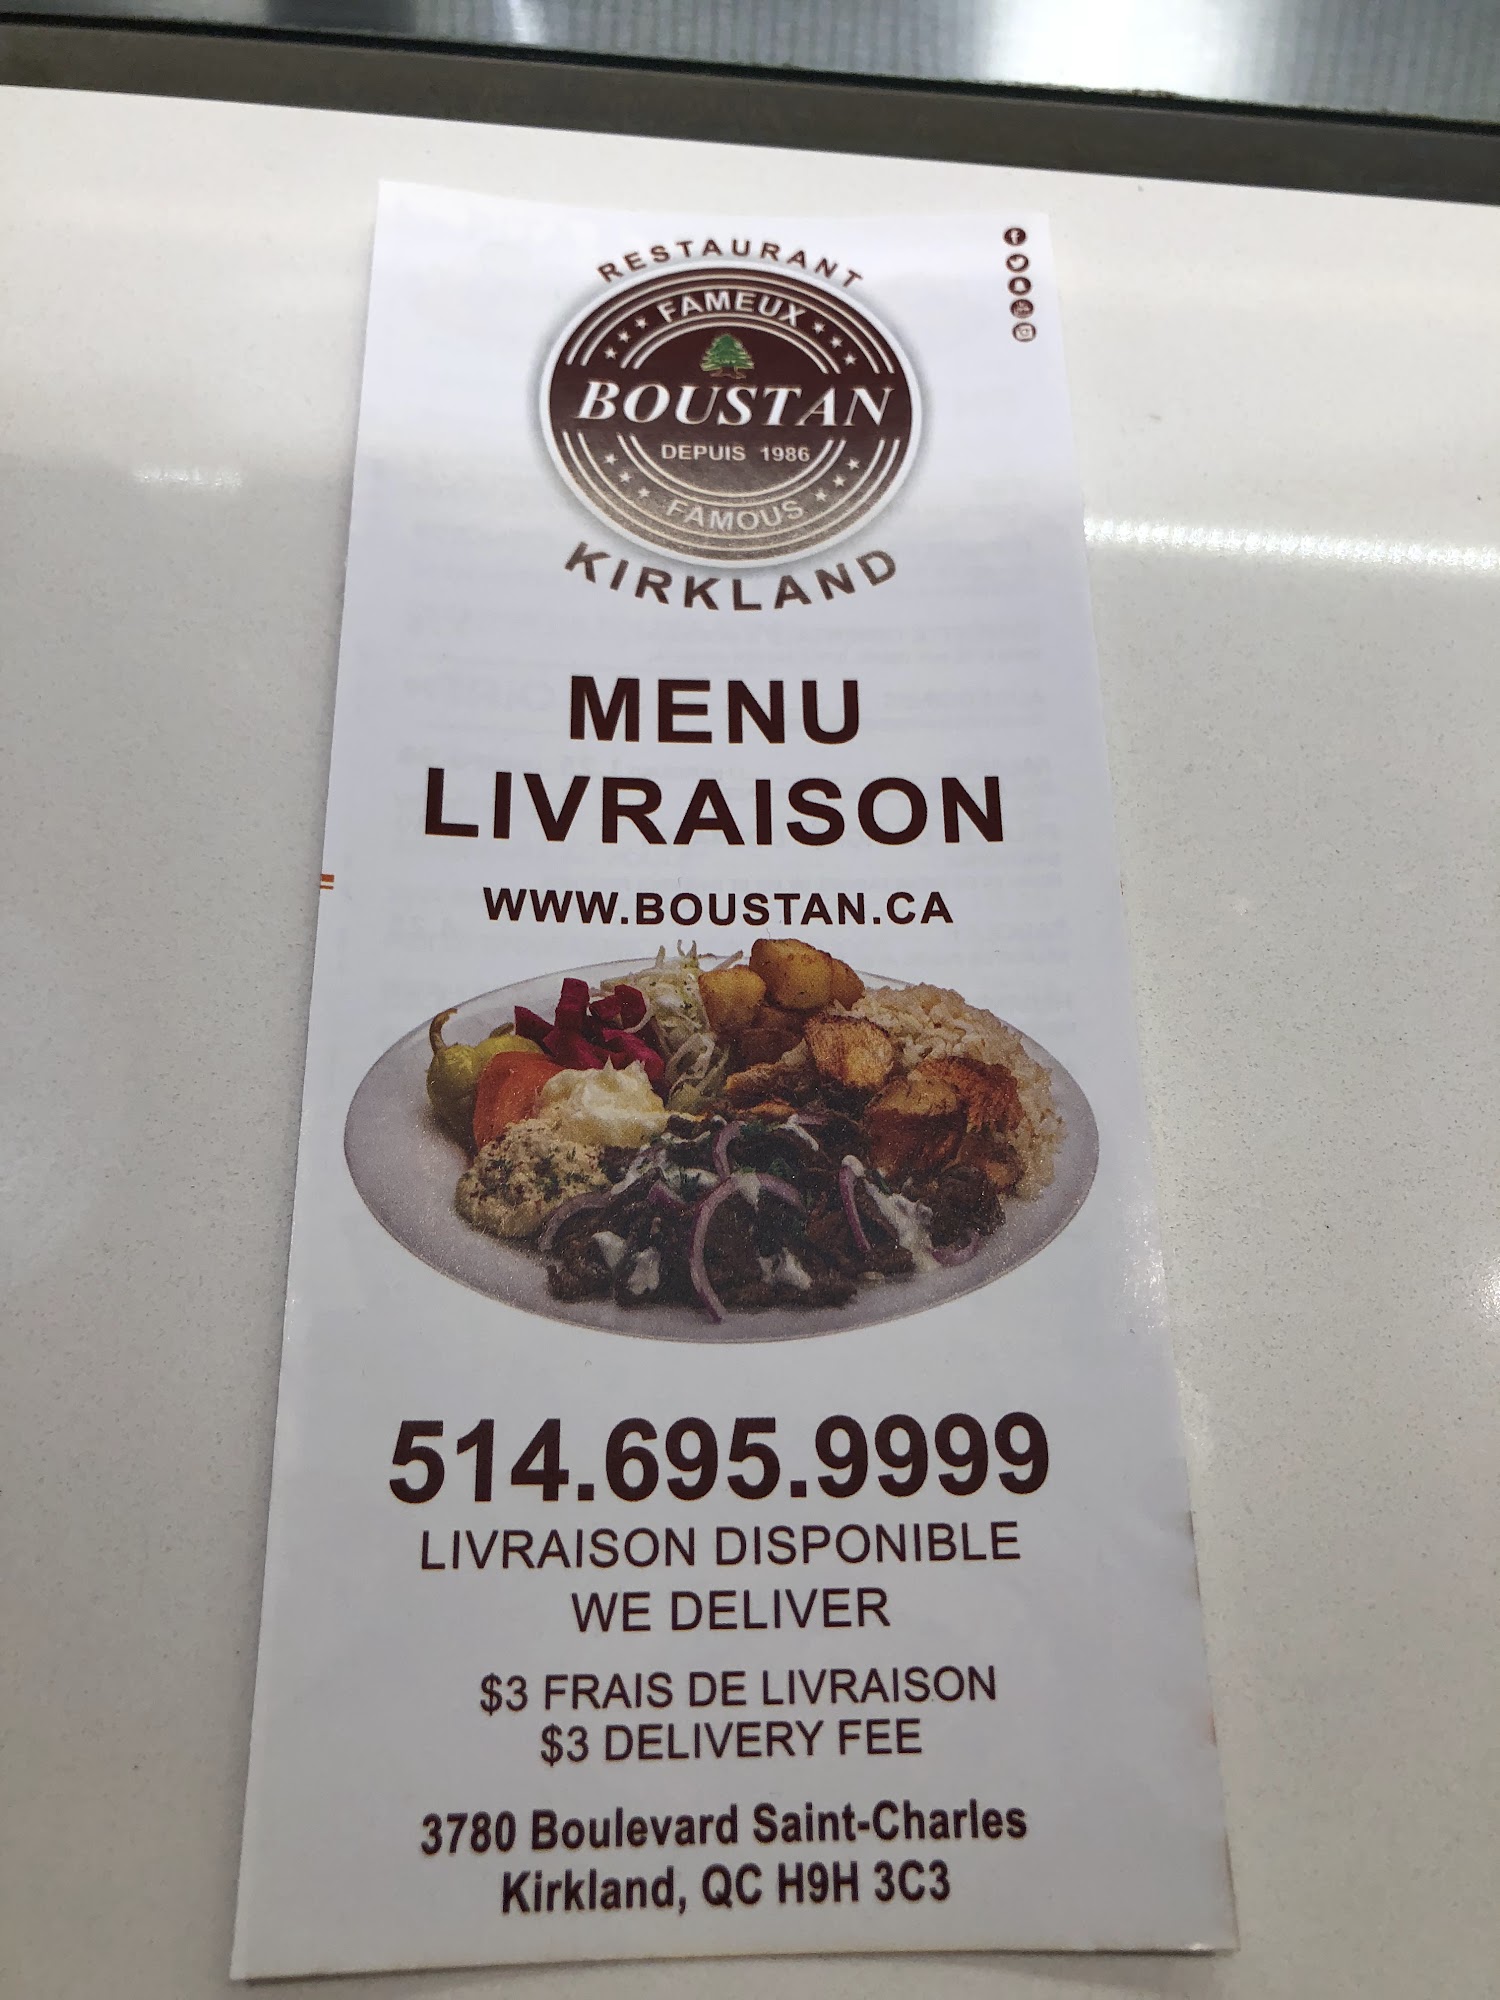 RESTAURANT
FAMEUX
BOUSTAN
DEPUIS 1986
FAMOUS
KIRKLAND
MENU
LIVRAISON
WWW.BOUSTAN.CA
514.695.9999
LIVRAISON DISPONIBLE
WE DELIVER
$3 FRAIS DE LIVRAISON
$3 DELIVERY FEE
3780 Boulevard Saint-Charles
Kirkland, QC H9H 3C3